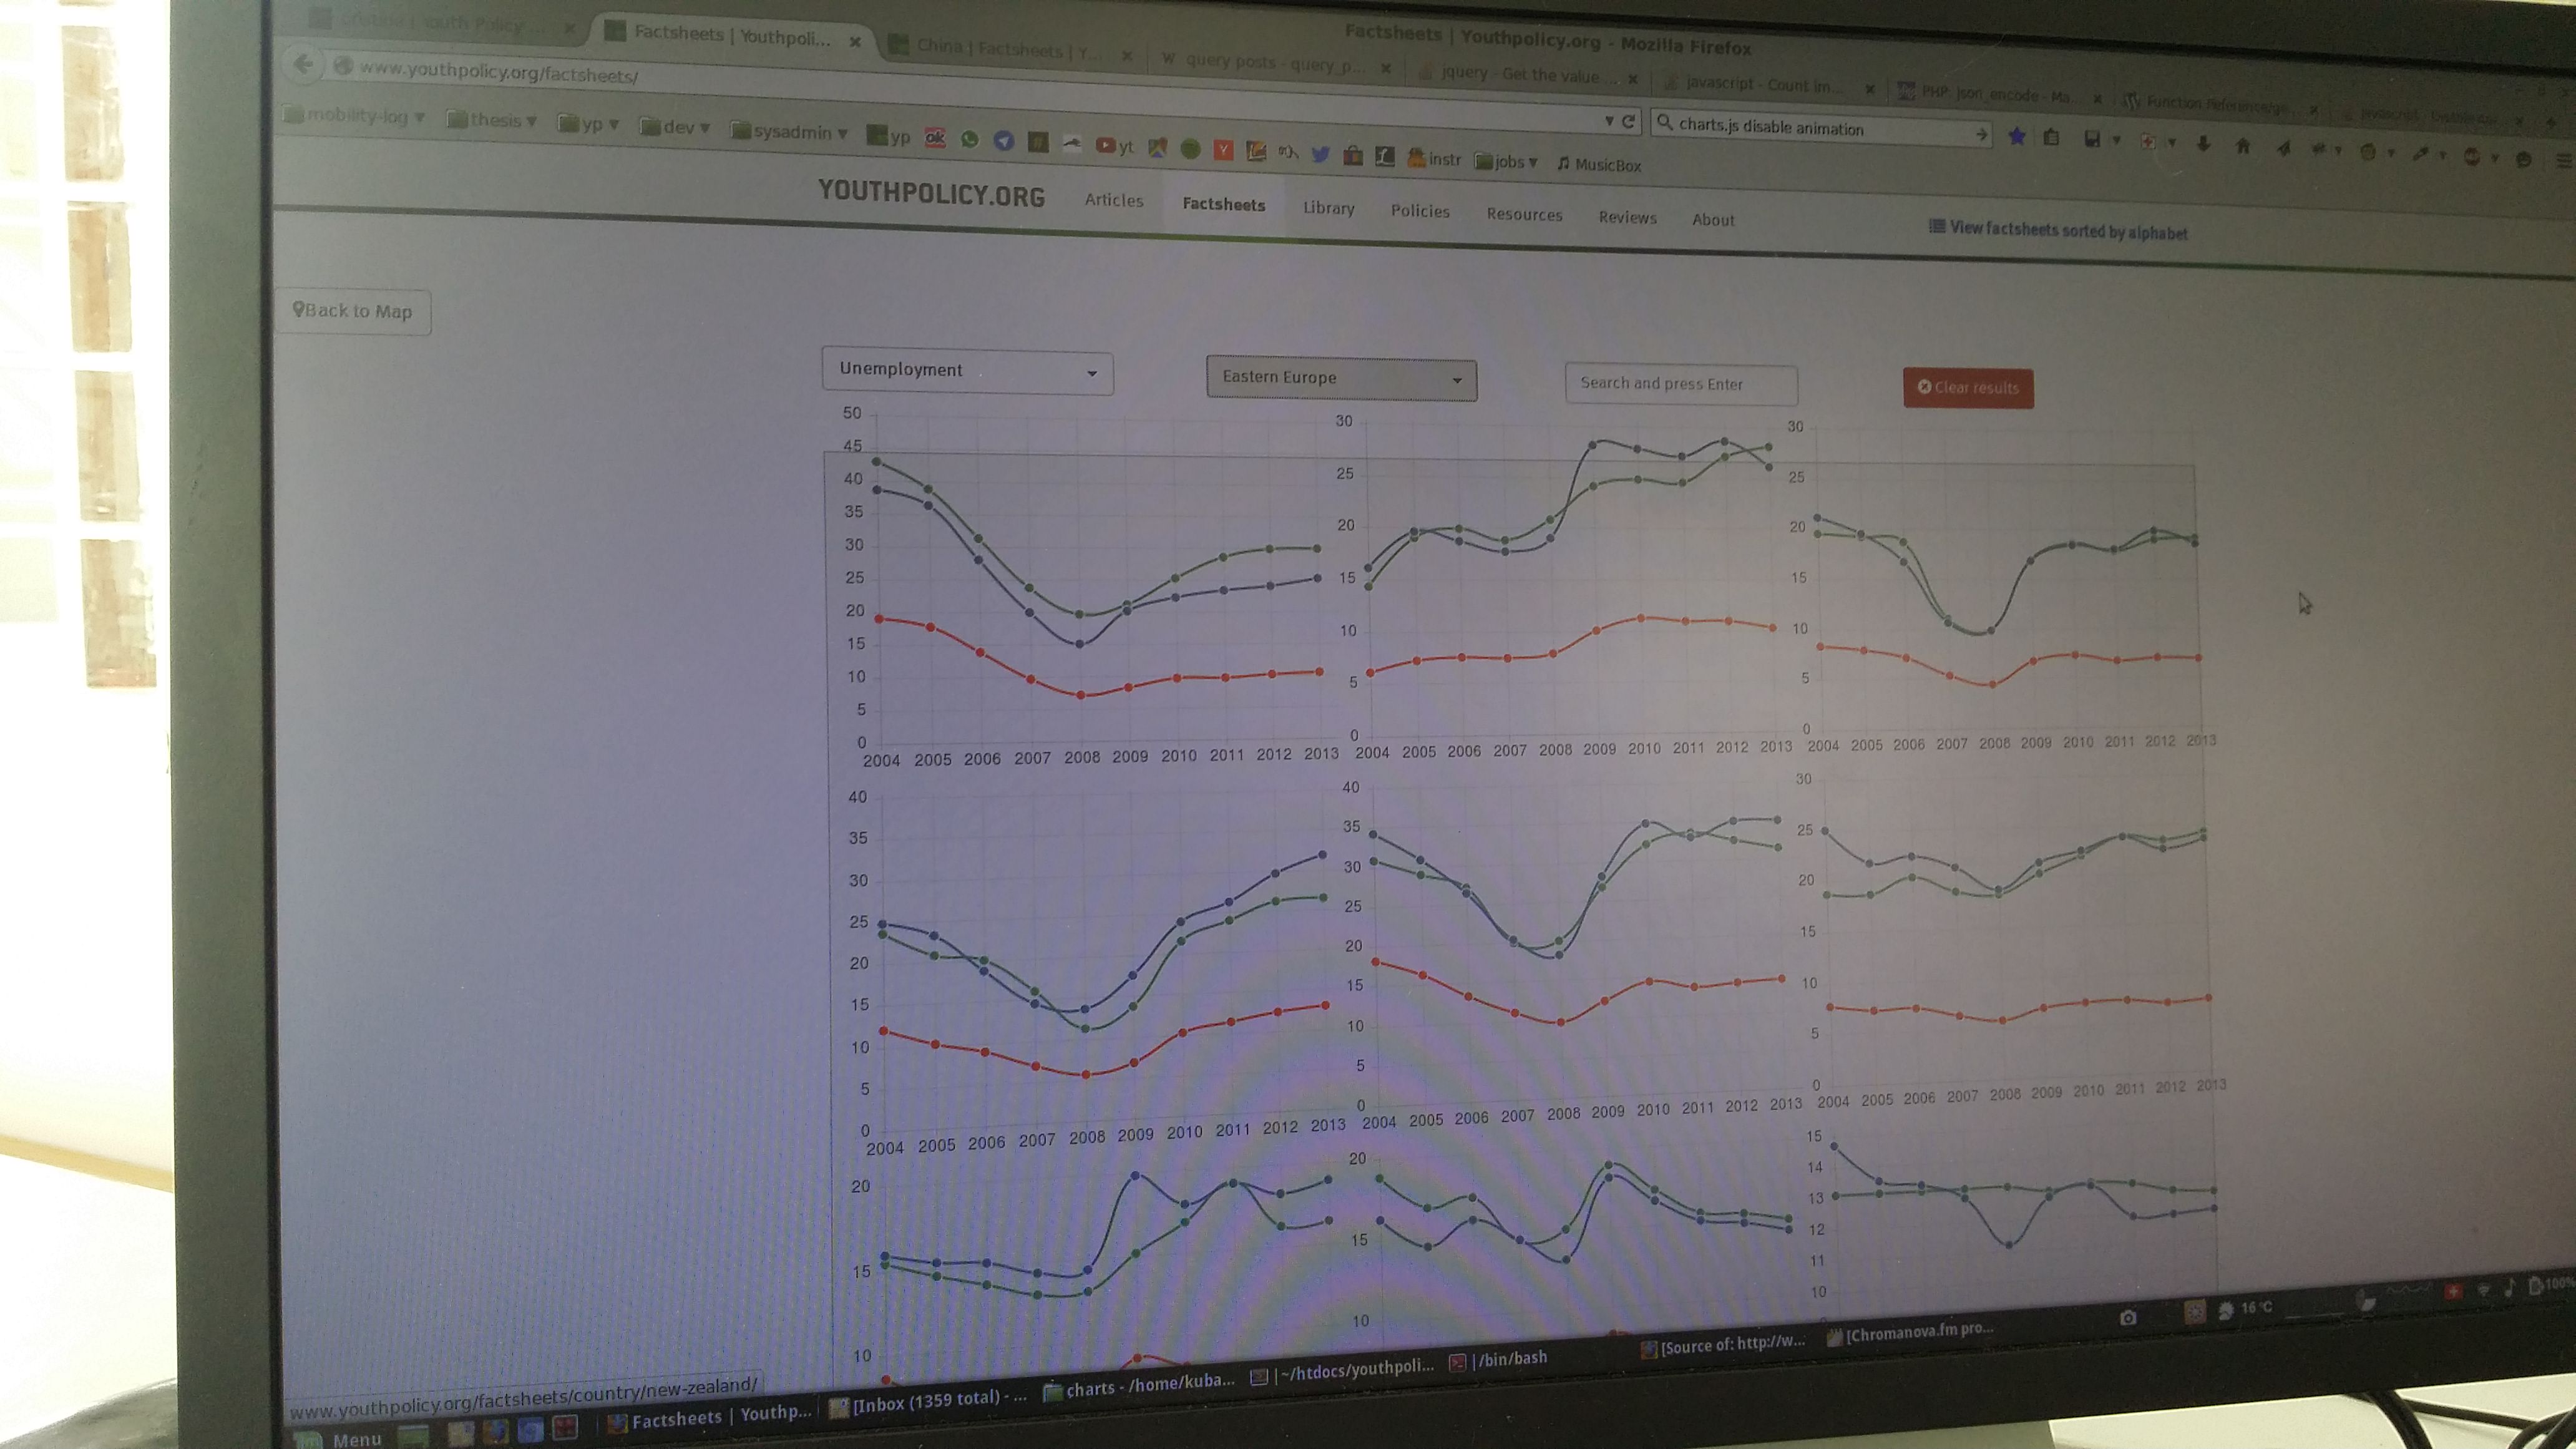 Factsheets | Youthpolicy.org - Mozilla Firefox
Youth Policy ...
Factsheets | Youthpoli...
China | Factsheets | Y...
query posts - query_p...
jquery - Get the value ...
javascript - Count im...
PHP: json_encode - Ma...
www.youthpolicy.org/factsheets/
charts.js disable animation
mobility-log
thesis
yp
dev
sysadmin
yp
ok
yt
instr
jobs
MusicBox
YOUTHPOLICY.ORG
Articles
Factsheets
Library
Policies
Resources
Reviews
About
View factsheets sorted by alphabet
Back to Map
Unemployment
Eastern Europe
Search and press Enter
Clear results
50
45
40
35
30
25
20
15
10
5
0
2004 2005 2006 2007 2008 2009 2010 2011 2012 2013
30
25
20
15
10
5
0
2004 2005 2006 2007 2008 2009 2010 2011 2012 2013
30
25
20
15
10
5
0
2004 2005 2006 2007 2008 2009 2010 2011 2012 2013
40
35
30
25
20
15
10
5
0
2004 2005 2006 2007 2008 2009 2010 2011 2012 2013
40
35
30
25
20
15
10
5
0
2004 2005 2006 2007 2008 2009 2010 2011 2012 2013
30
25
20
15
10
5
0
2004 2005 2006 2007 2008 2009 2010 2011 2012 2013
20
15
10
20
15
10
15
14
13
12
11
10
www.youthpolicy.org/factsheets/country/new-zealand/
Menu
Factsheets | Youthp...
[Inbox (1359 total) - ...
charts - /home/kuba...
~/htdocs/youthpoli...
/bin/bash
[Source of: http://w...
[Chromanova.fm pro...
16 °C
100%